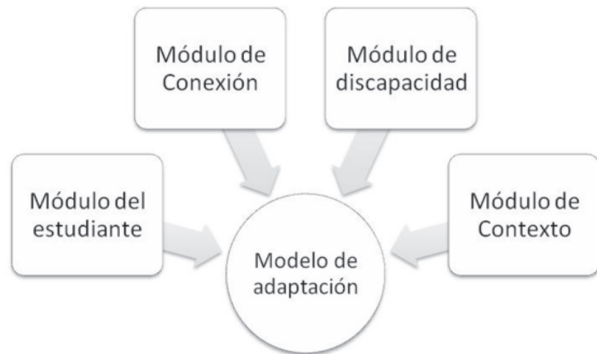 Módulo de
Conexión
Módulo de
discapacidad
Módulo del
estudiante
Módulo de
Contexto
Modelo de
adaptación